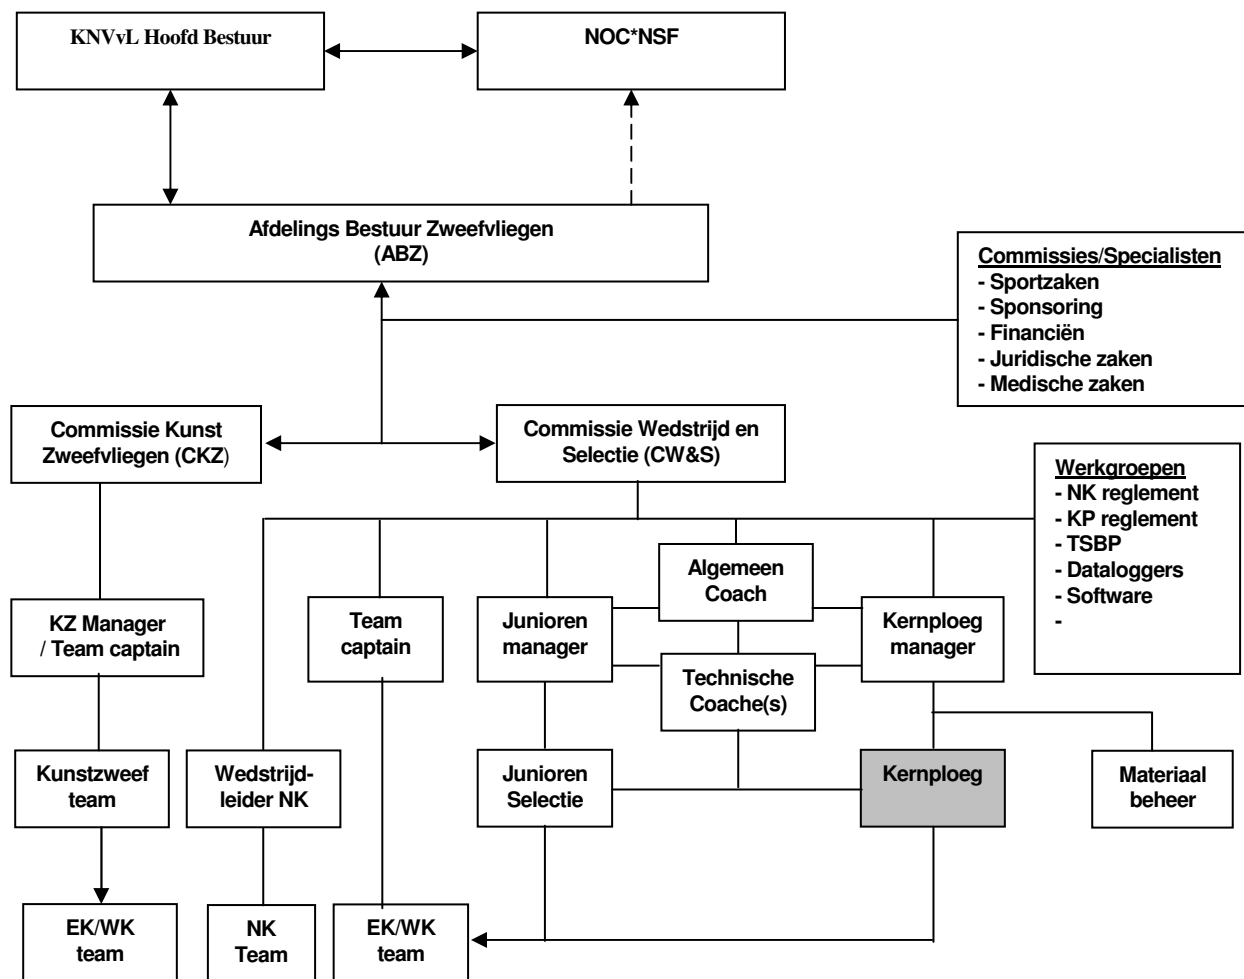 KNVvL Hoofd Bestuur
NOC*NSF
Afdelings Bestuur Zweefvliegen
(ABZ)
Commissies/Specialisten
- Sportzaken
- Sponsoring
- Financiën
- Juridische zaken
- Medische zaken
Commissie Kunst
Zweefvliegen (CKZ)
Commissie Wedstrijd en
Selectie (CW&S)
Werkgroepen
- NK reglement
- KP reglement
- TSBP
- Dataloggers
- Software
-
Algemeen
Coach
KZ Manager
/ Team captain
Team
captain
Junioren
manager
Kernploeg
manager
Technische
Coache(s)
Kunstzweef
team
Wedstrijd-
leider NK
Junioren
Selectie
Kernploeg
Materiaal
beheer
EK/WK
team
NK
Team
EK/WK
team